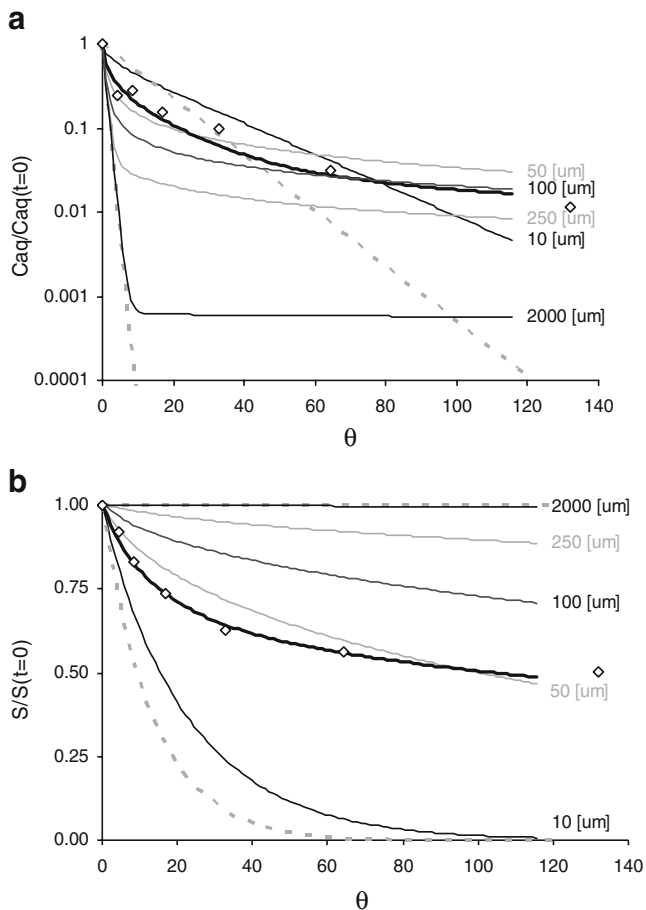 a
1
0.1
0.01
0.001
0.0001
Caq/Caq(t=0)
50 [um]
100 [um]
250 [um]
10 [um]
2000 [um]
0 20 40 60 80 100 120 140
θ
b
1.00
0.75
0.50
0.25
0.00
S/S(t=0)
2000 [um]
250 [um]
100 [um]
50 [um]
10 [um]
0 20 40 60 80 100 120 140
θ